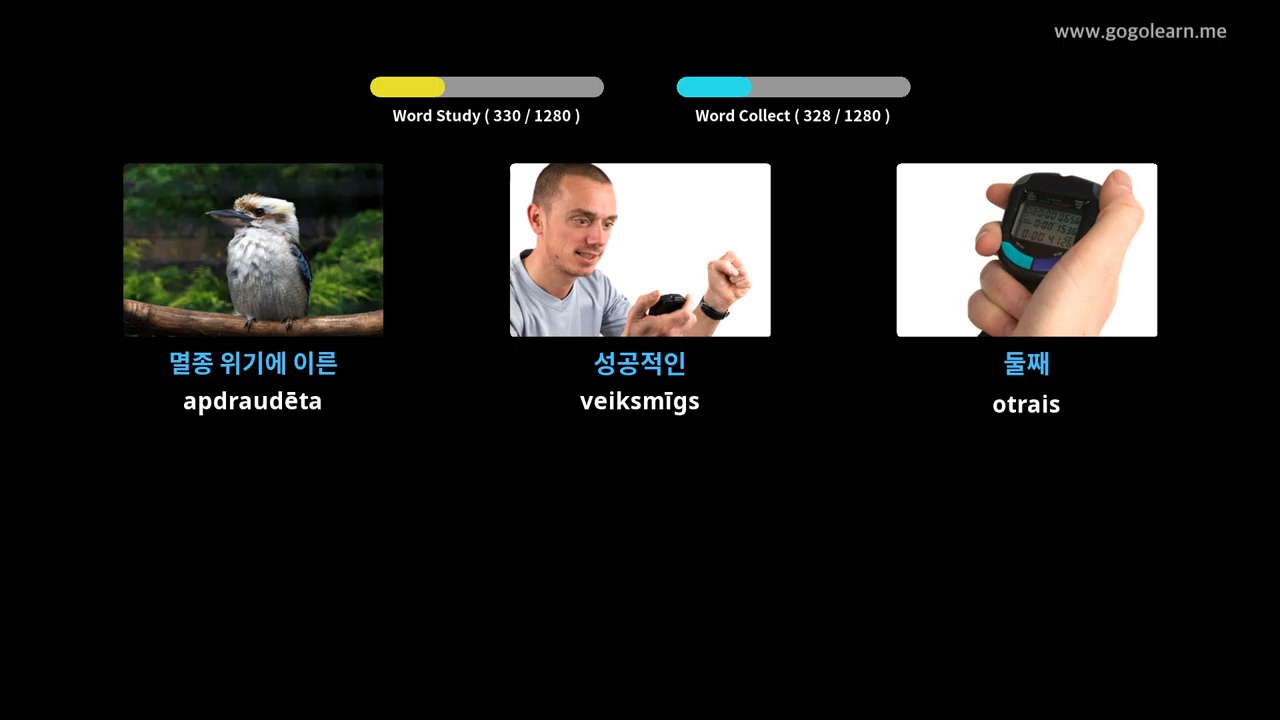 www.gogolearn.me
Word Study ( 330 / 1280 )
Word Collect ( 328 / 1280 )
멸종 위기에 이른
apdraudēta
성공적인
veiksmīgs
둘째
otrais